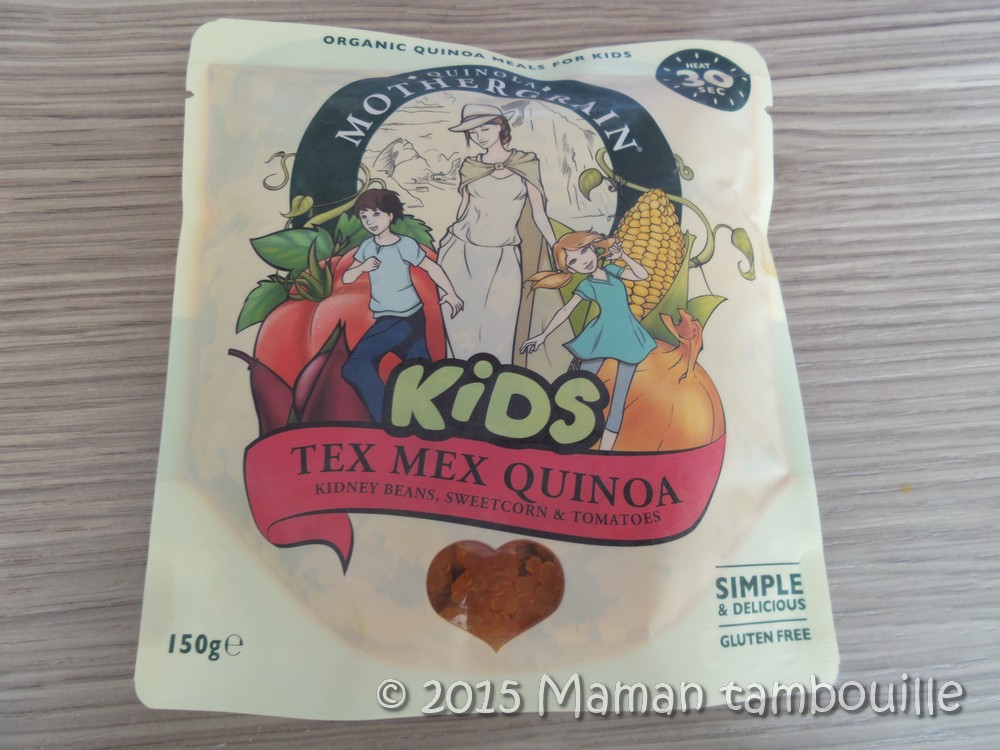 ORGANIC QUINOA MEALS FOR KIDS
HEAT
30
SEC
QUINOLA
MOTHERGRAIN®
KiDS
TEX MEX QUINOA
KIDNEY BEANS, SWEETCORN & TOMATOES
SIMPLE
& DELICIOUS
GLUTEN FREE
150g℮
© 2015 Maman tambouille